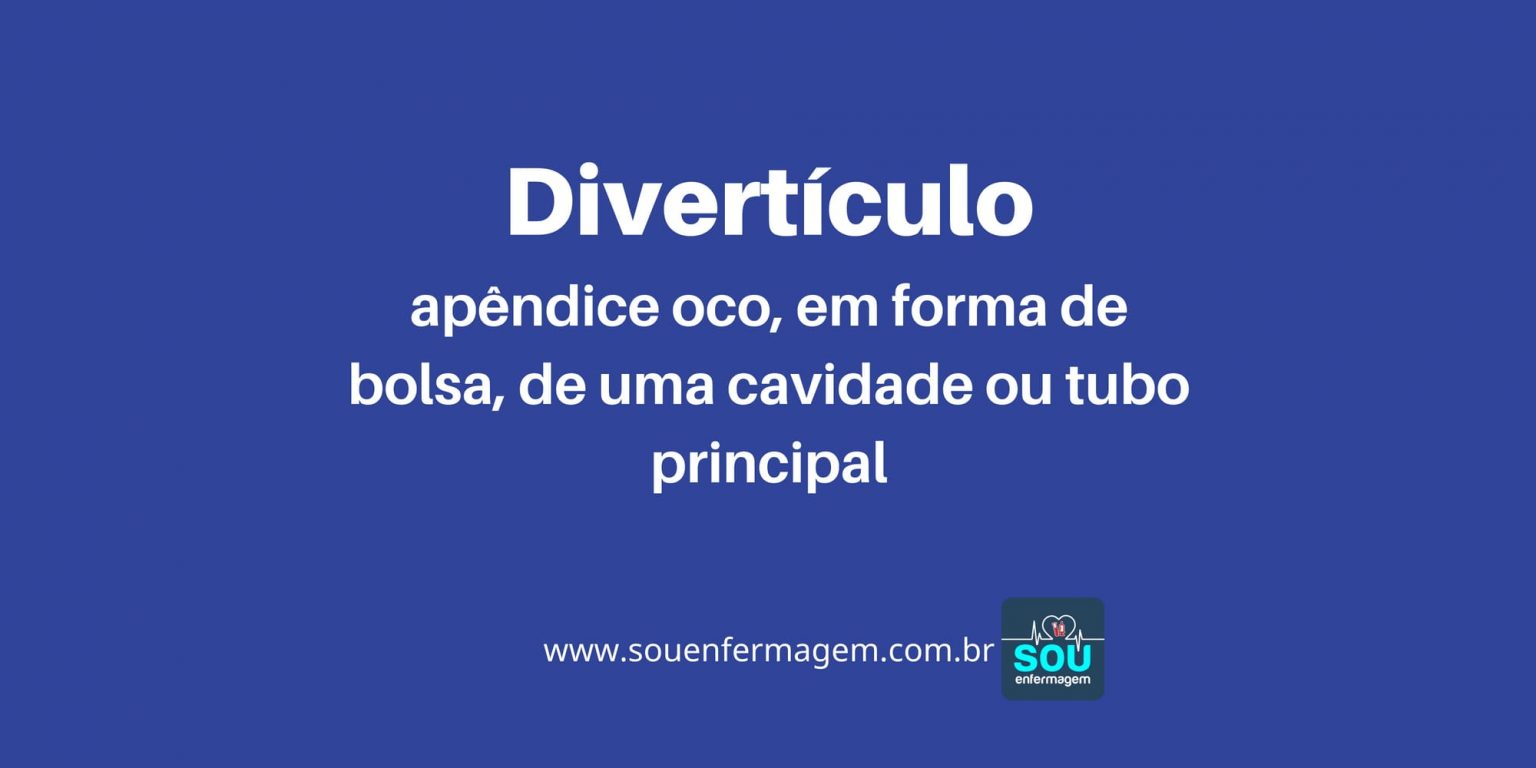 Divertículo
apêndice oco, em forma de
bolsa, de uma cavidade ou tubo
principal
www.souenfermagem.com.br
SOU
enfermagem